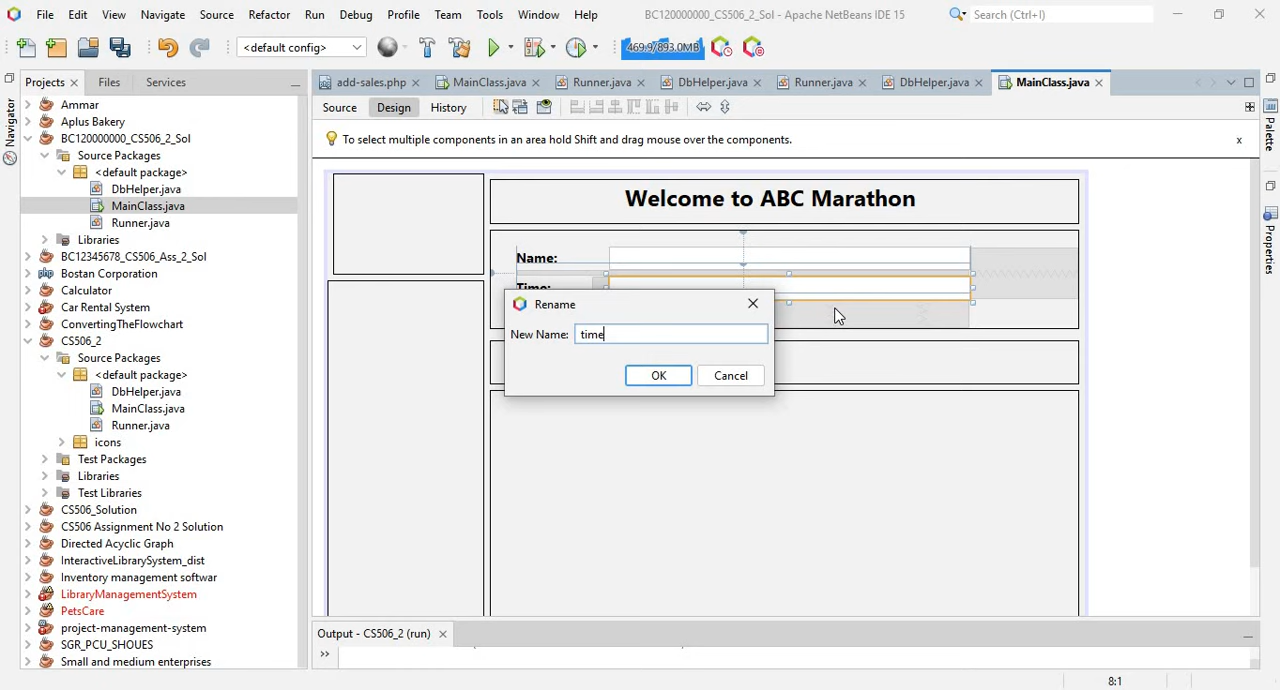 File Edit View Navigate Source Refactor Run Debug Profile Team Tools Window Help BC120000000_CS506_2_Sol - Apache NetBeans IDE 15 Search (Ctrl+I)
<default config> 469.9/893.0MB
Projects Files Services add-sales.php MainClass.java Runner.java DbHelper.java Runner.java DbHelper.java MainClass.java
Source Design History
To select multiple components in an area hold Shift and drag mouse over the components. x
Navigator
Palette
Properties
Ammar
Aplus Bakery
BC120000000_CS506_2_Sol
Source Packages
<default package>
DbHelper.java
MainClass.java
Runner.java
Libraries
BC12345678_CS506_Ass_2_Sol
Bostan Corporation
Calculator
Car Rental System
ConvertingTheFlowchart
CS506_2
Source Packages
<default package>
DbHelper.java
MainClass.java
Runner.java
icons
Test Packages
Libraries
Test Libraries
CS506_Solution
CS506 Assignment No 2 Solution
Directed Acyclic Graph
InteractiveLibrarySystem_dist
Inventory management softwar
LibraryManagementSystem
PetsCare
project-management-system
SGR_PCU_SHOUES
Small and medium enterprises
Welcome to ABC Marathon
Name:
Time:
Rename
New Name: time
OK Cancel
Output - CS506_2 (run)
8:1